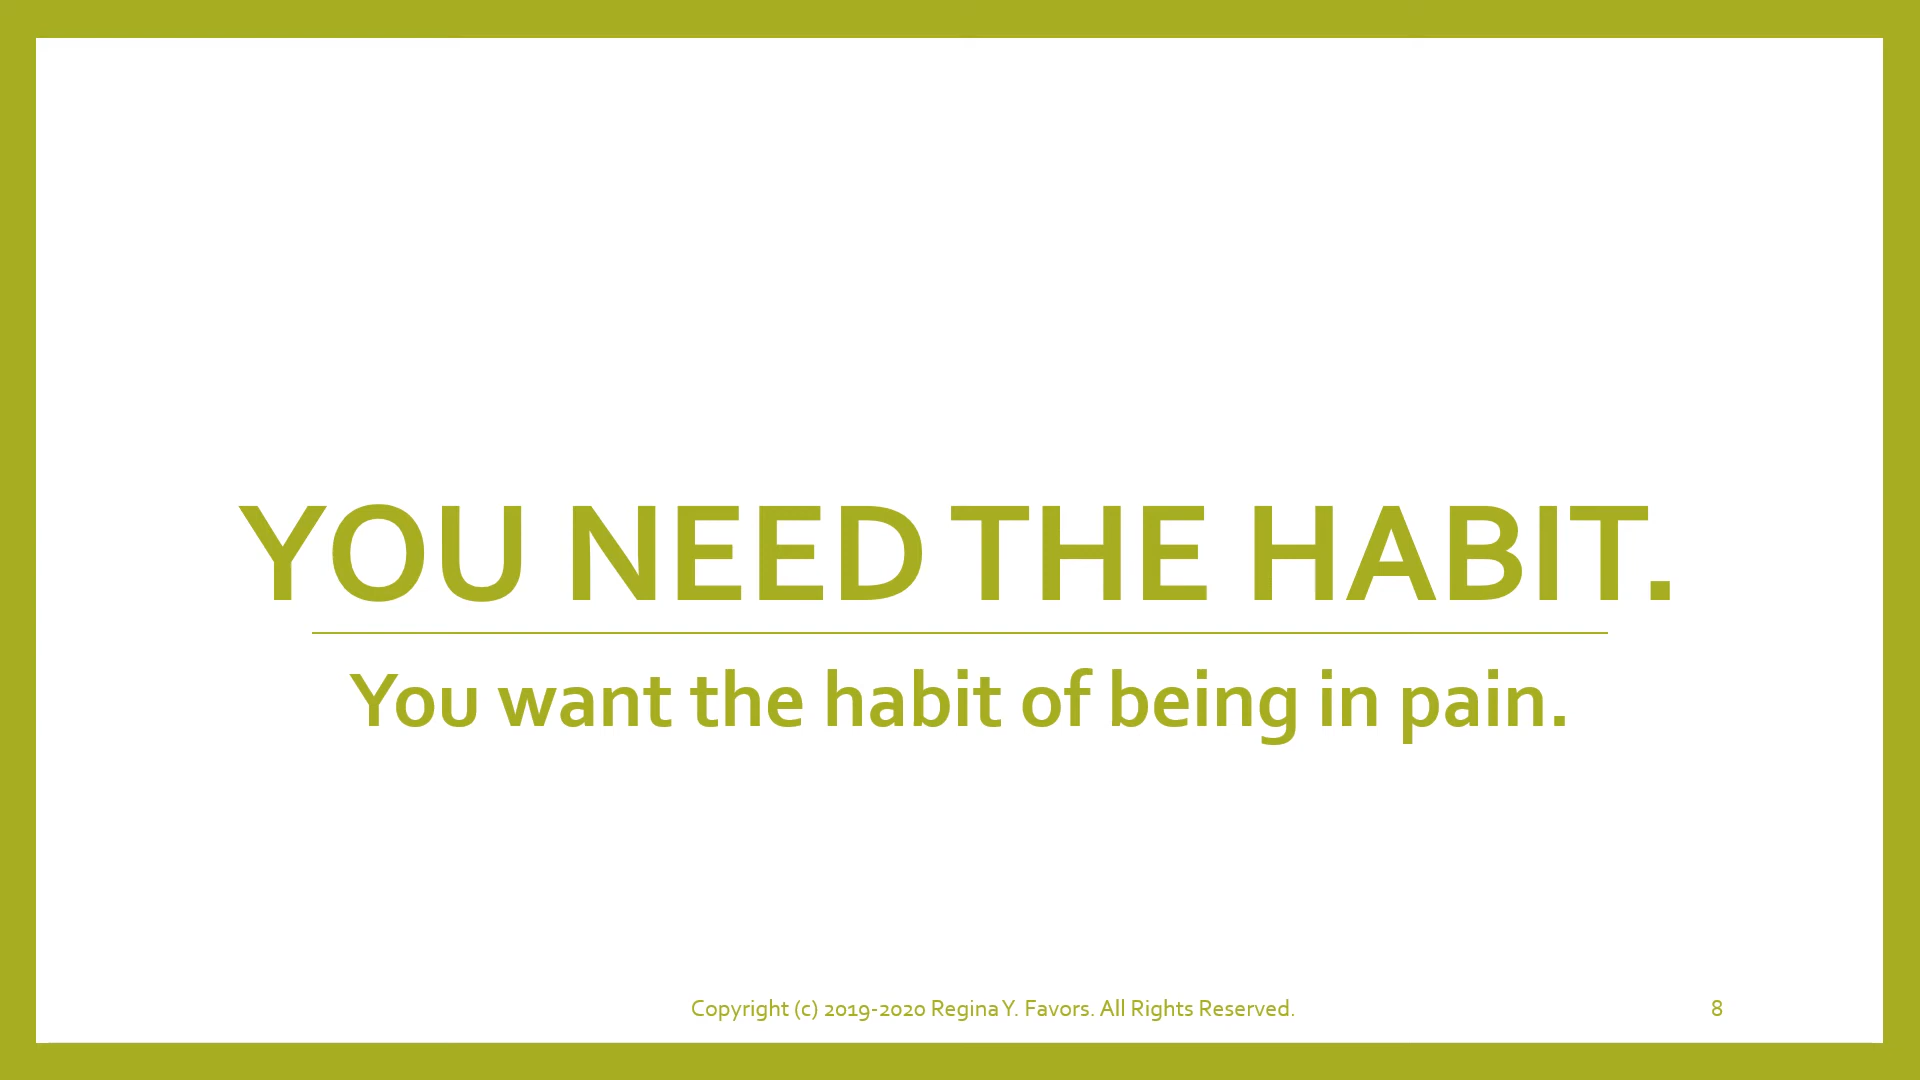 YOU NEED THE HABIT.
You want the habit of being in pain.
Copyright (c) 2019-2020 Regina Y. Favors. All Rights Reserved.
8